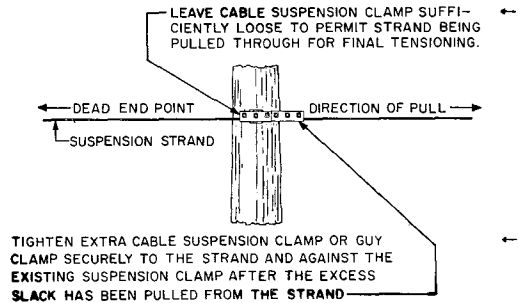 LEAVE CABLE SUSPENSION CLAMP SUFFI-
CIENTLY LOOSE TO PERMIT STRAND BEING
PULLED THROUGH FOR FINAL TENSIONING.
DEAD END POINT
DIRECTION OF PULL
SUSPENSION STRAND
TIGHTEN EXTRA CABLE SUSPENSION CLAMP OR GUY
CLAMP SECURELY TO THE STRAND AND AGAINST THE
EXISTING SUSPENSION CLAMP AFTER THE EXCESS
SLACK HAS BEEN PULLED FROM THE STRAND